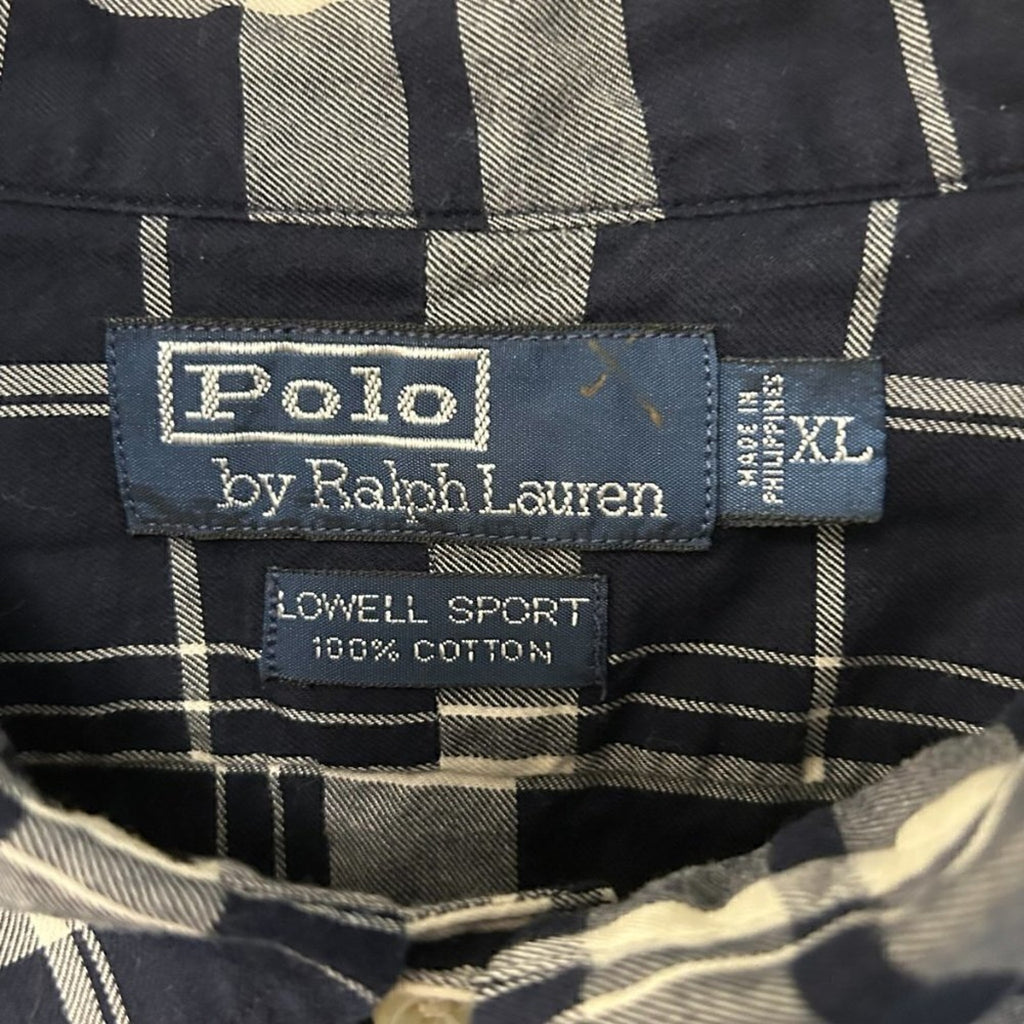 Polo
by Ralph Lauren
MADE IN
PHILIPPINES
XL
LOWELL SPORT
100% COTTON